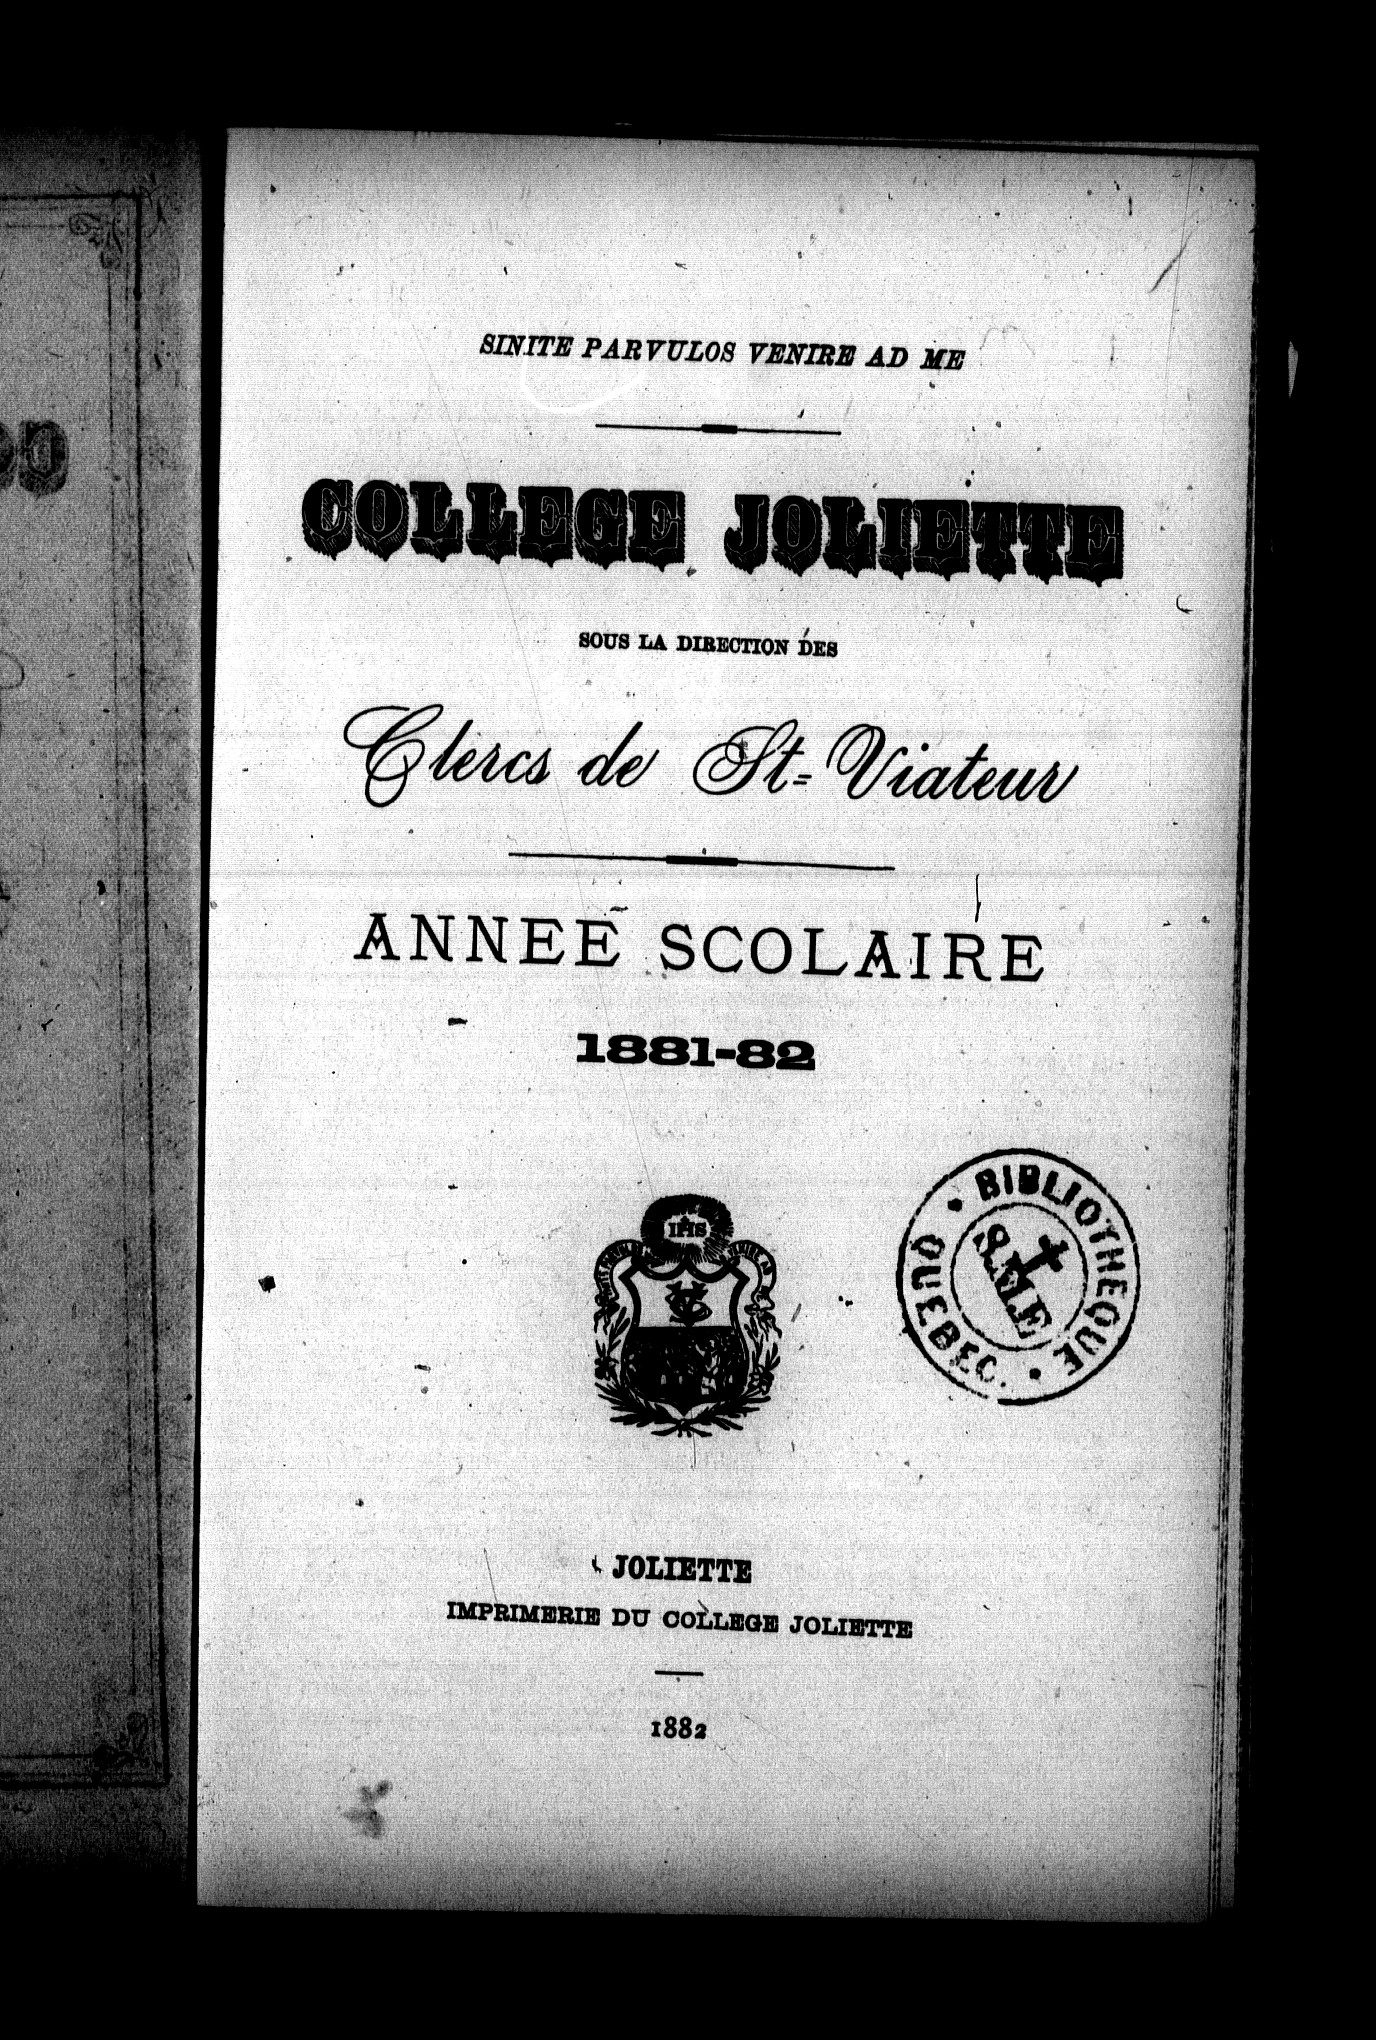 SINITE PARVULOS VENIRE AD ME
COLLEGE JOLIETTE
SOUS LA DIRECTION DES
Clercs de St-Viateur
ANNEE SCOLAIRE
1881-82
IHS
BIBLIOTHEQUE
S.ME
QUEBEC.
JOLIETTE
IMPRIMERIE DU COLLEGE JOLIETTE
1882